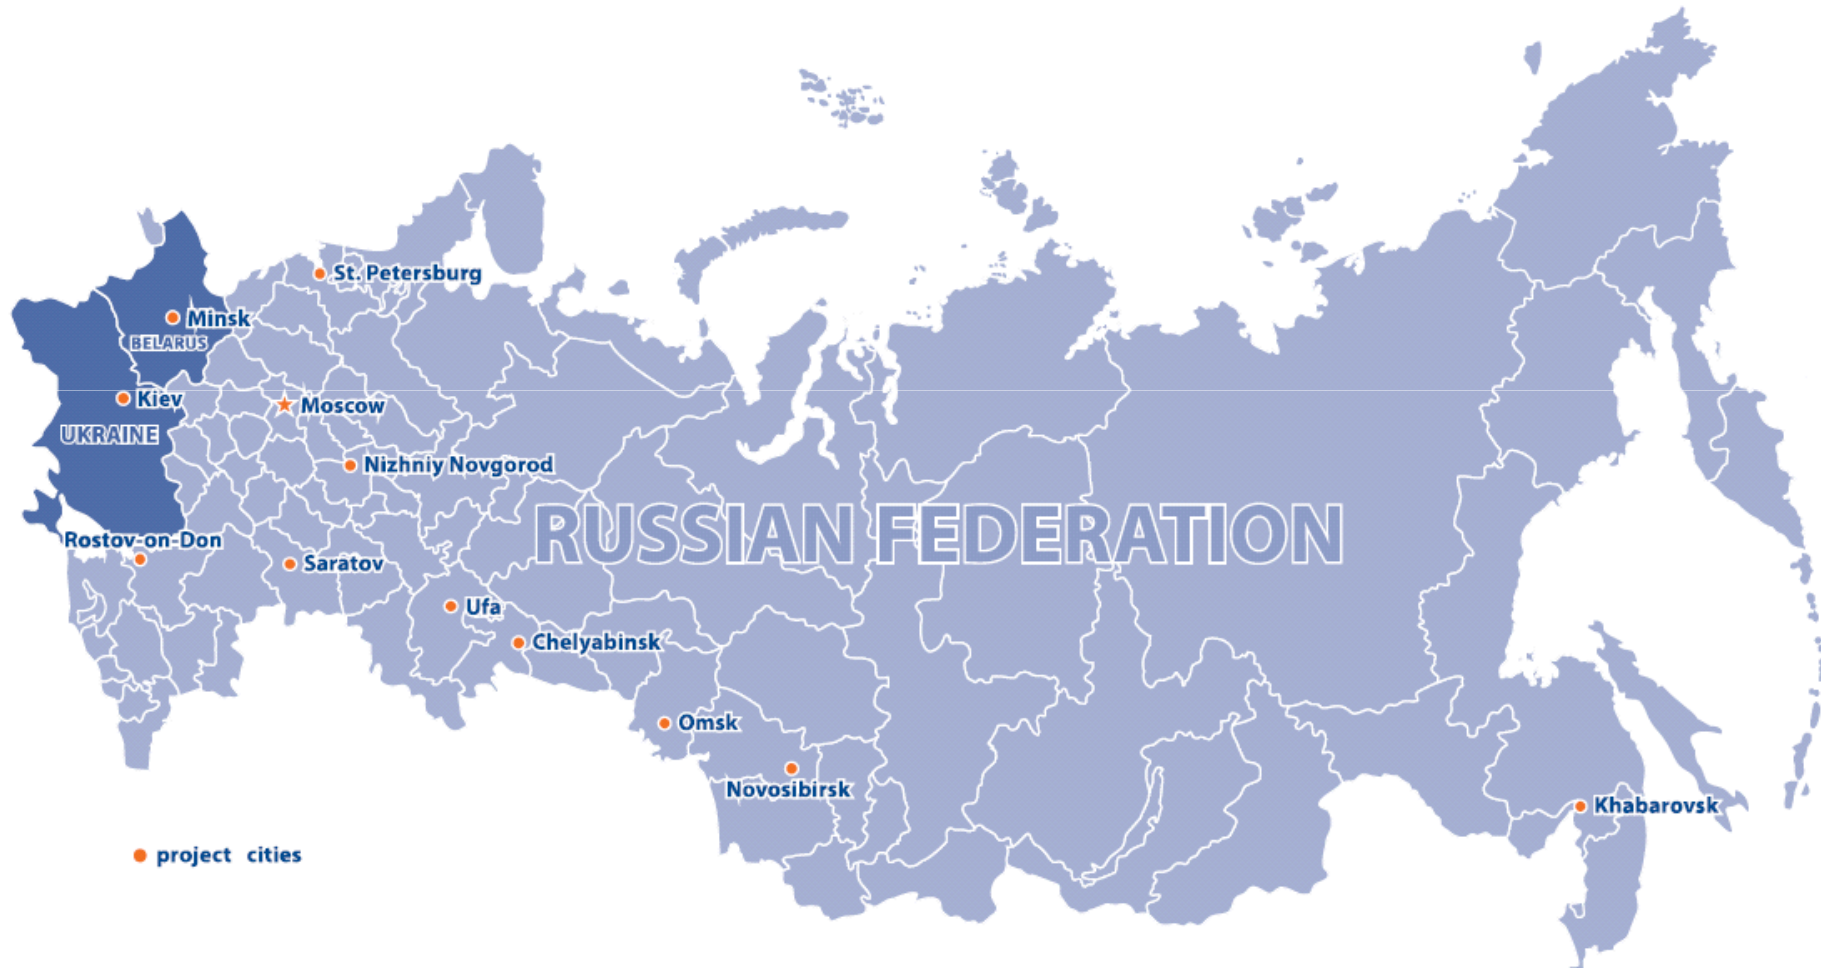 St. Petersburg
Minsk
BELARUS
Kiev
Moscow
UKRAINE
Nizhniy Novgorod
RUSSIAN FEDERATION
Rostov-on-Don
Saratov
Ufa
Chelyabinsk
Omsk
Novosibirsk
Khabarovsk
project cities